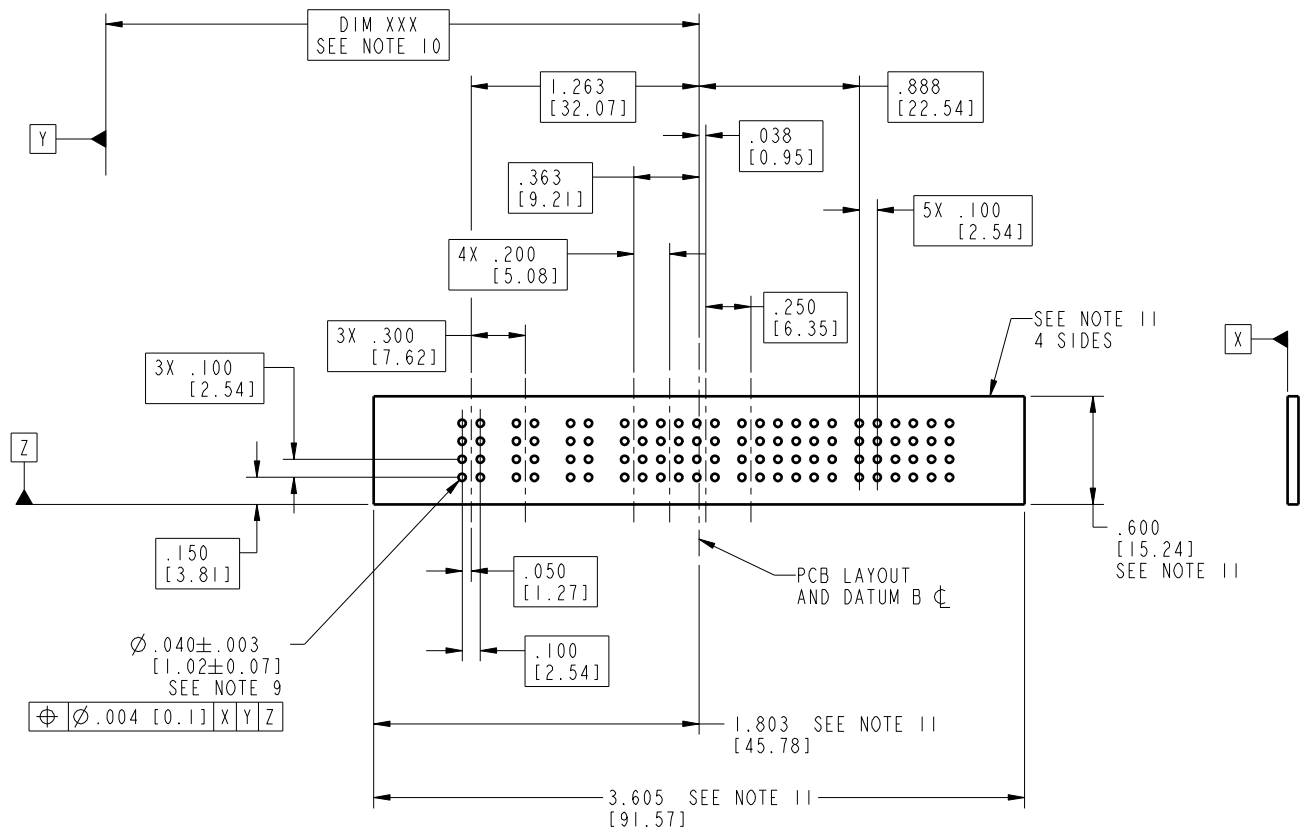 DIM XXX
SEE NOTE 10
1.263
[32.07]
.888
[22.54]
Y
.038
[0.95]
.363
[9.21]
5X .100
[2.54]
4X .200
[5.08]
.250
[6.35]
SEE NOTE 11
4 SIDES
X
3X .300
[7.62]
3X .100
[2.54]
Z
.150
[3.81]
.050
[1.27]
PCB LAYOUT
AND DATUM B ℄
.600
[15.24]
SEE NOTE 11
Ø.040±.003
[1.02±0.07]
SEE NOTE 9
⌖ Ø.004 [0.1] X Y Z
.100
[2.54]
1.803 SEE NOTE 11
[45.78]
3.605 SEE NOTE 11
[91.57]